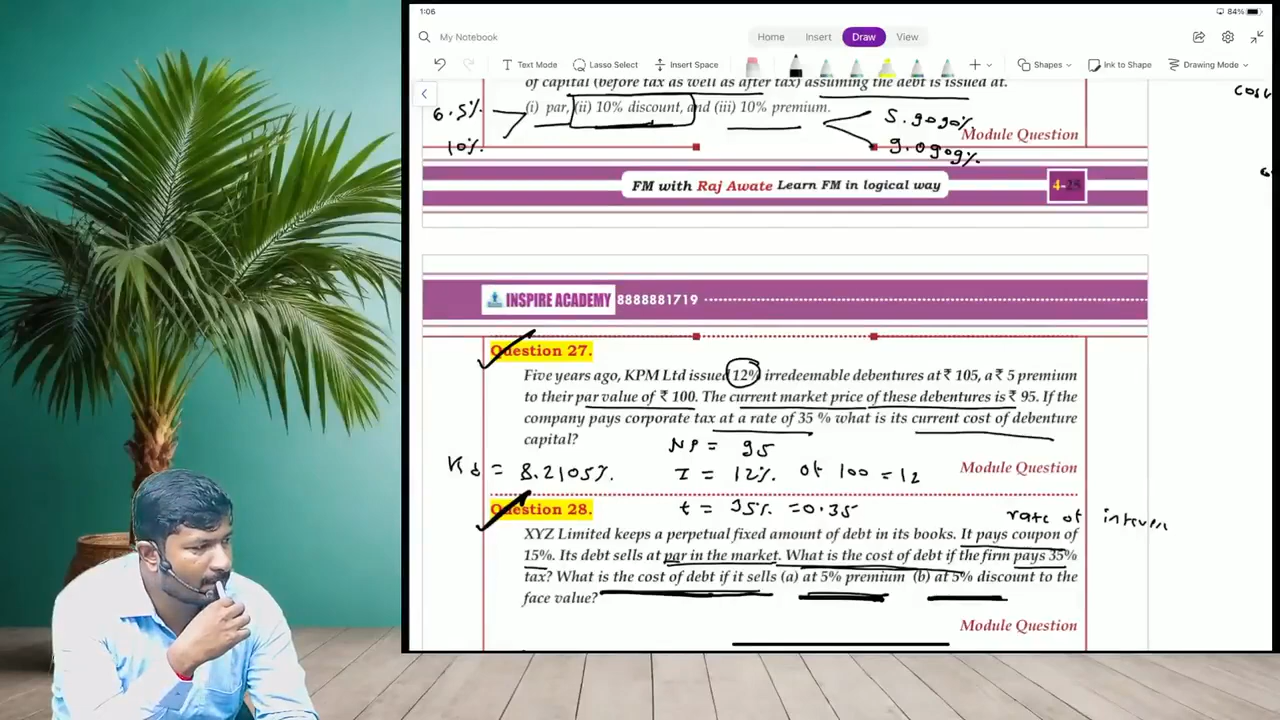 1:06
84%
My Notebook
Home Insert Draw View
Text Mode Lasso Select Insert Space Shapes Ink to Shape Drawing Mode
of capital (before tax as well as after tax) assuming the debt is issued at.
(i) par, (ii) 10% discount, and (iii) 10% premium.
6.5%
10%
5.9090%
9.0909%
Module Question
FM with Raj Awate Learn FM in logical way
4-25
INSPIRE ACADEMY 8888881719
Question 27.
Five years ago, KPM Ltd issued 12% irredeemable debentures at ₹ 105, a ₹ 5 premium
to their par value of ₹ 100. The current market price of these debentures is ₹ 95. If the
company pays corporate tax at a rate of 35 % what is its current cost of debenture
capital?
NP = 95
Kd = 8.2105%.
I = 12% of 100 = 12
Module Question
t = 35% = 0.35
Question 28.
rate of
XYZ Limited keeps a perpetual fixed amount of debt in its books. It pays coupon of
15%. Its debt sells at par in the market. What is the cost of debt if the firm pays 35%
tax? What is the cost of debt if it sells (a) at 5% premium (b) at 5% discount to the
face value?
Module Question